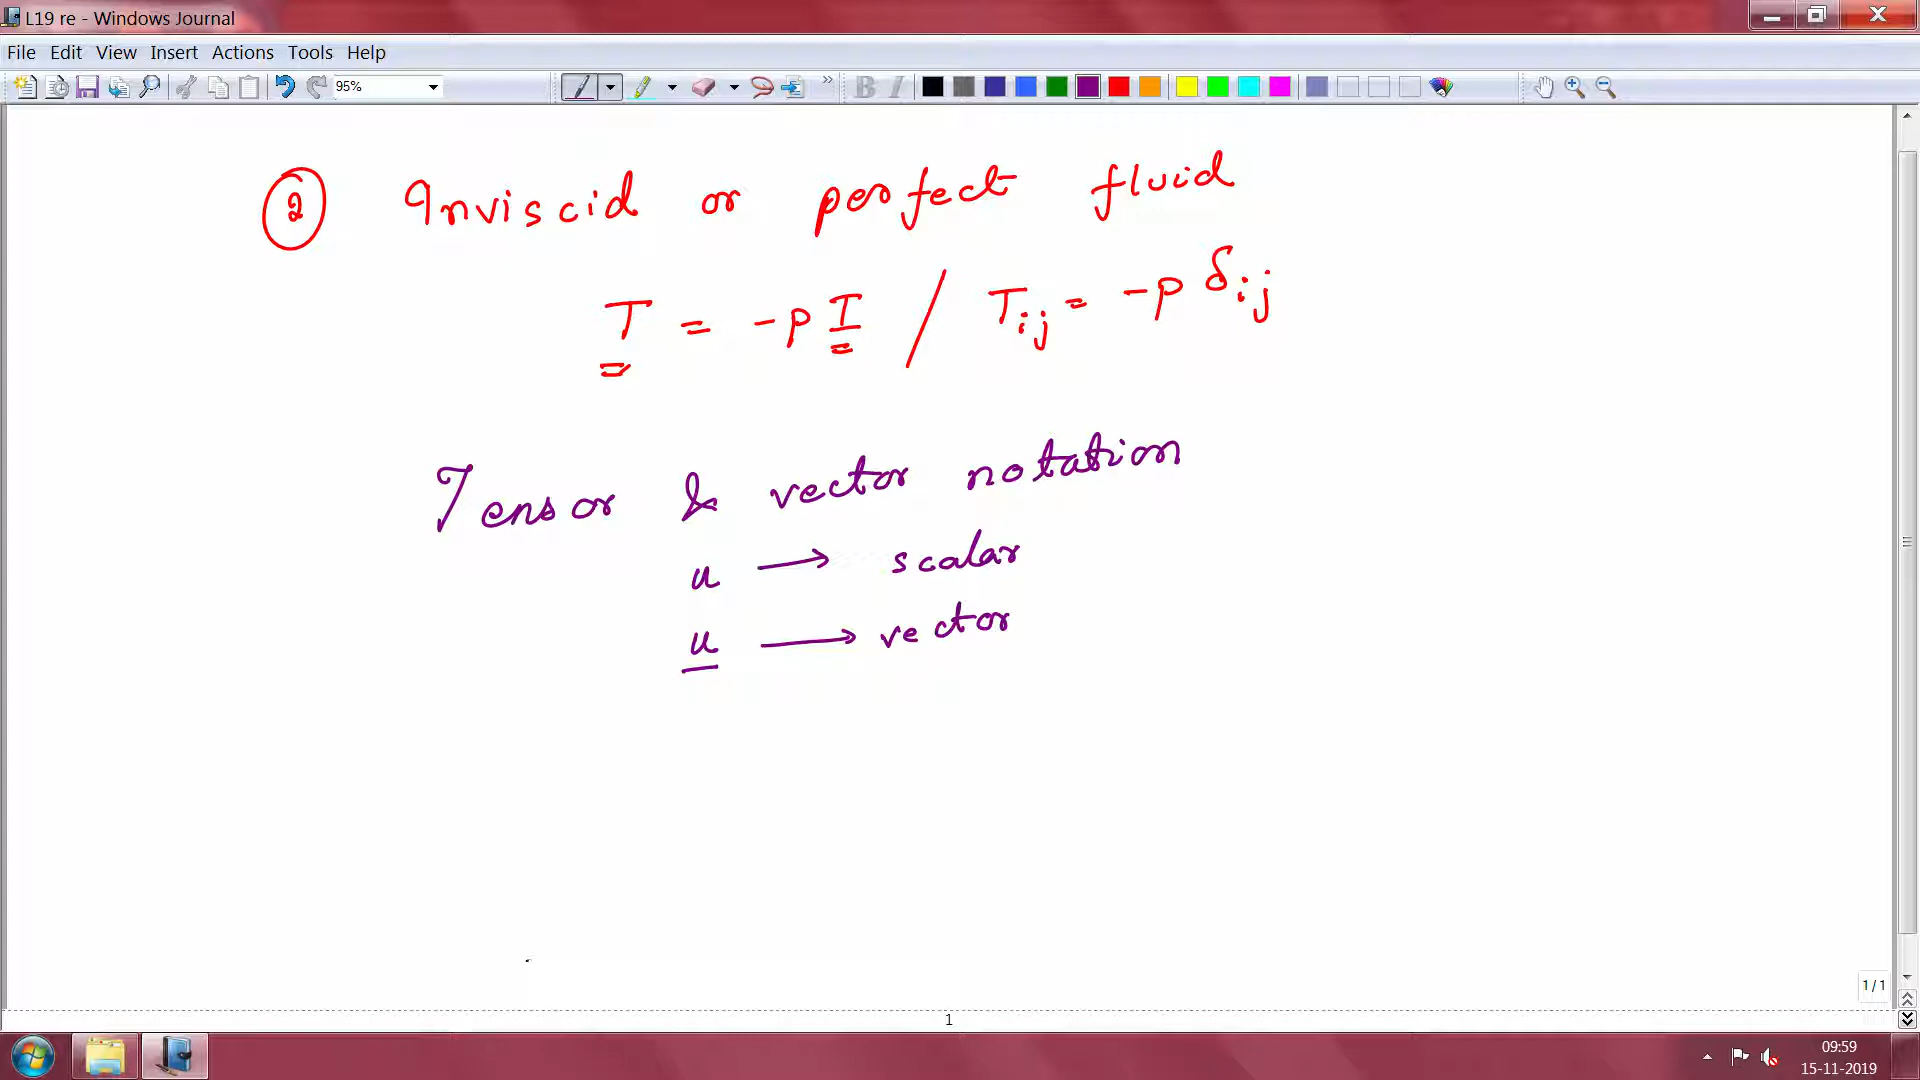 L19 re - Windows Journal
File Edit View Insert Actions Tools Help
95%
B I
② Inviscid or perfect fluid
T = -p I / Tij = -p δij
Tensor & vector notation
u → scalar
u → vector
1 / 1
1
09:59
15-11-2019